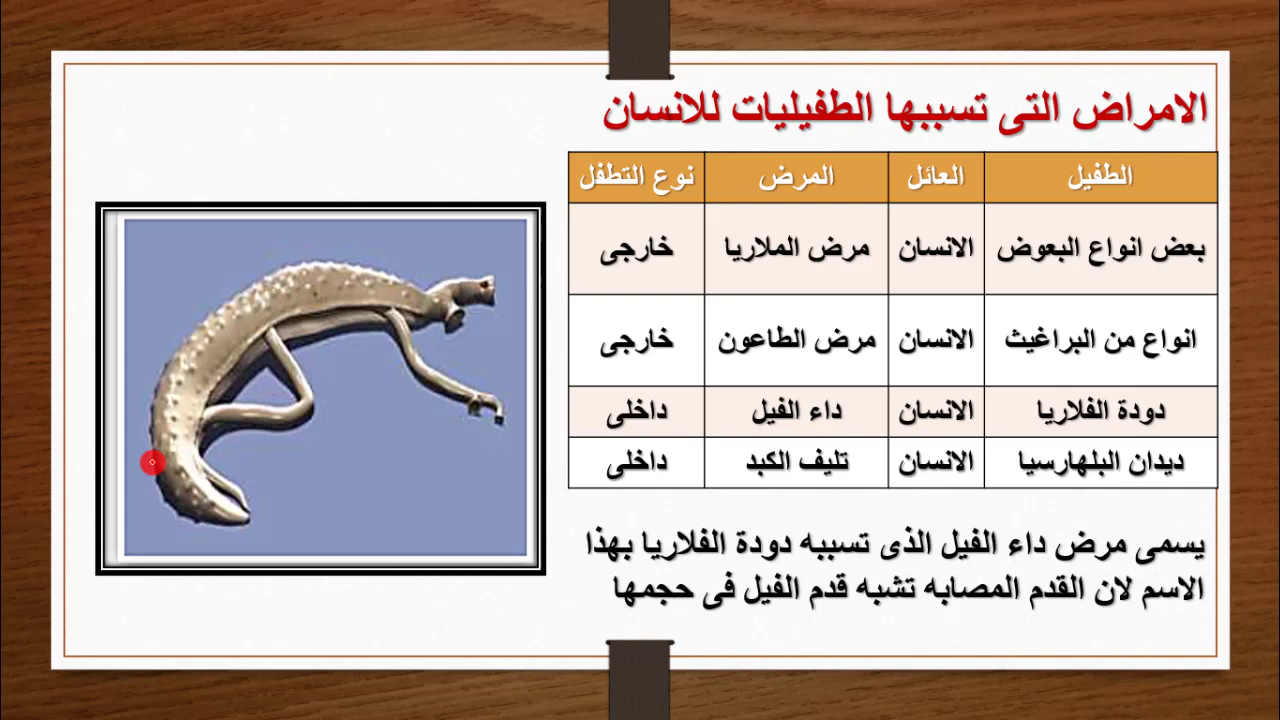 الامراض التى تسببها الطفيليات للانسان
الطفيل العائل المرض نوع التطفل
بعض انواع البعوض الانسان مرض الملاريا خارجى
انواع من البراغيث الانسان مرض الطاعون خارجى
دودة الفلاريا الانسان داء الفيل داخلى
ديدان البلهارسيا الانسان تليف الكبد داخلى
يسمى مرض داء الفيل الذى تسببه دودة الفلاريا بهذا
الاسم لان القدم المصابه تشبه قدم الفيل فى حجمها